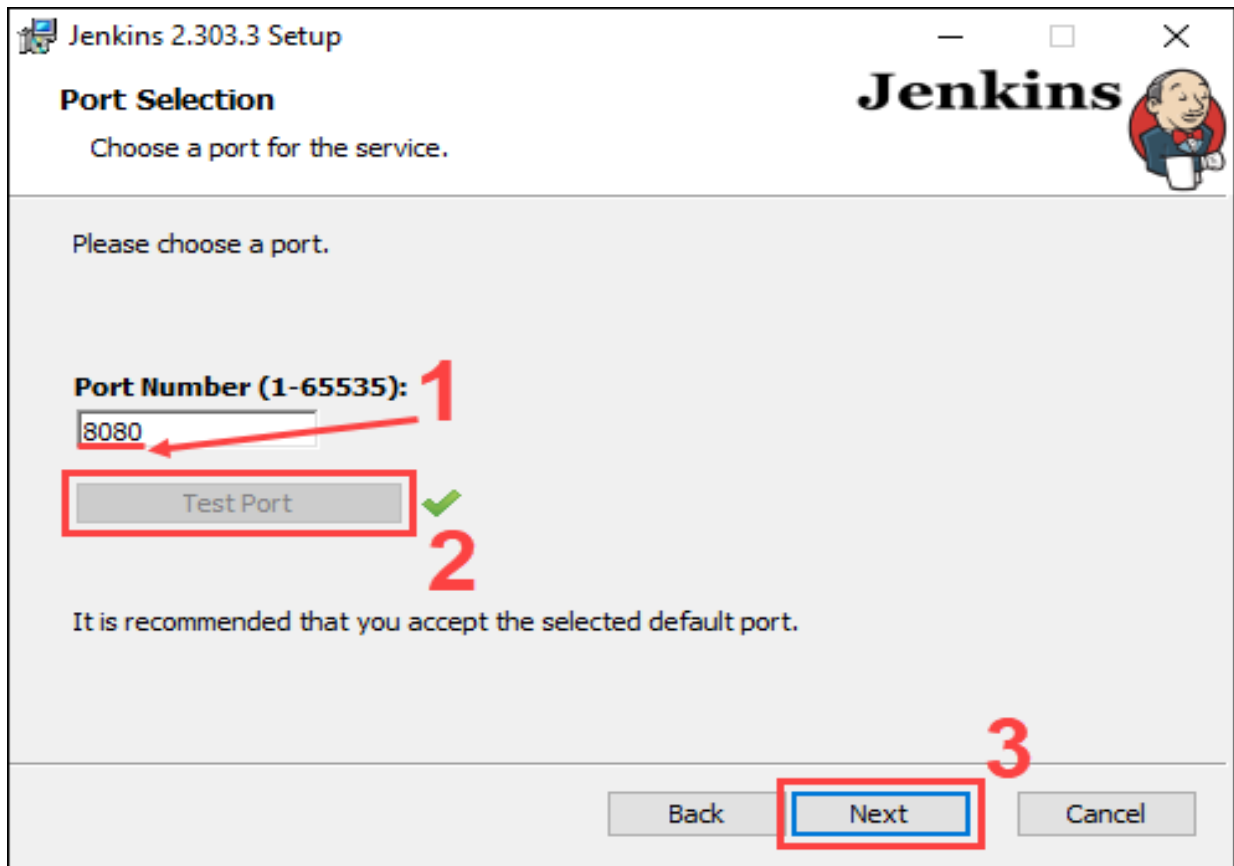 Jenkins 2.303.3 Setup
Port Selection
Jenkins
Choose a port for the service.
Please choose a port.
Port Number (1-65535):
1
8080
Test Port
2
It is recommended that you accept the selected default port.
3
Back
Next
Cancel